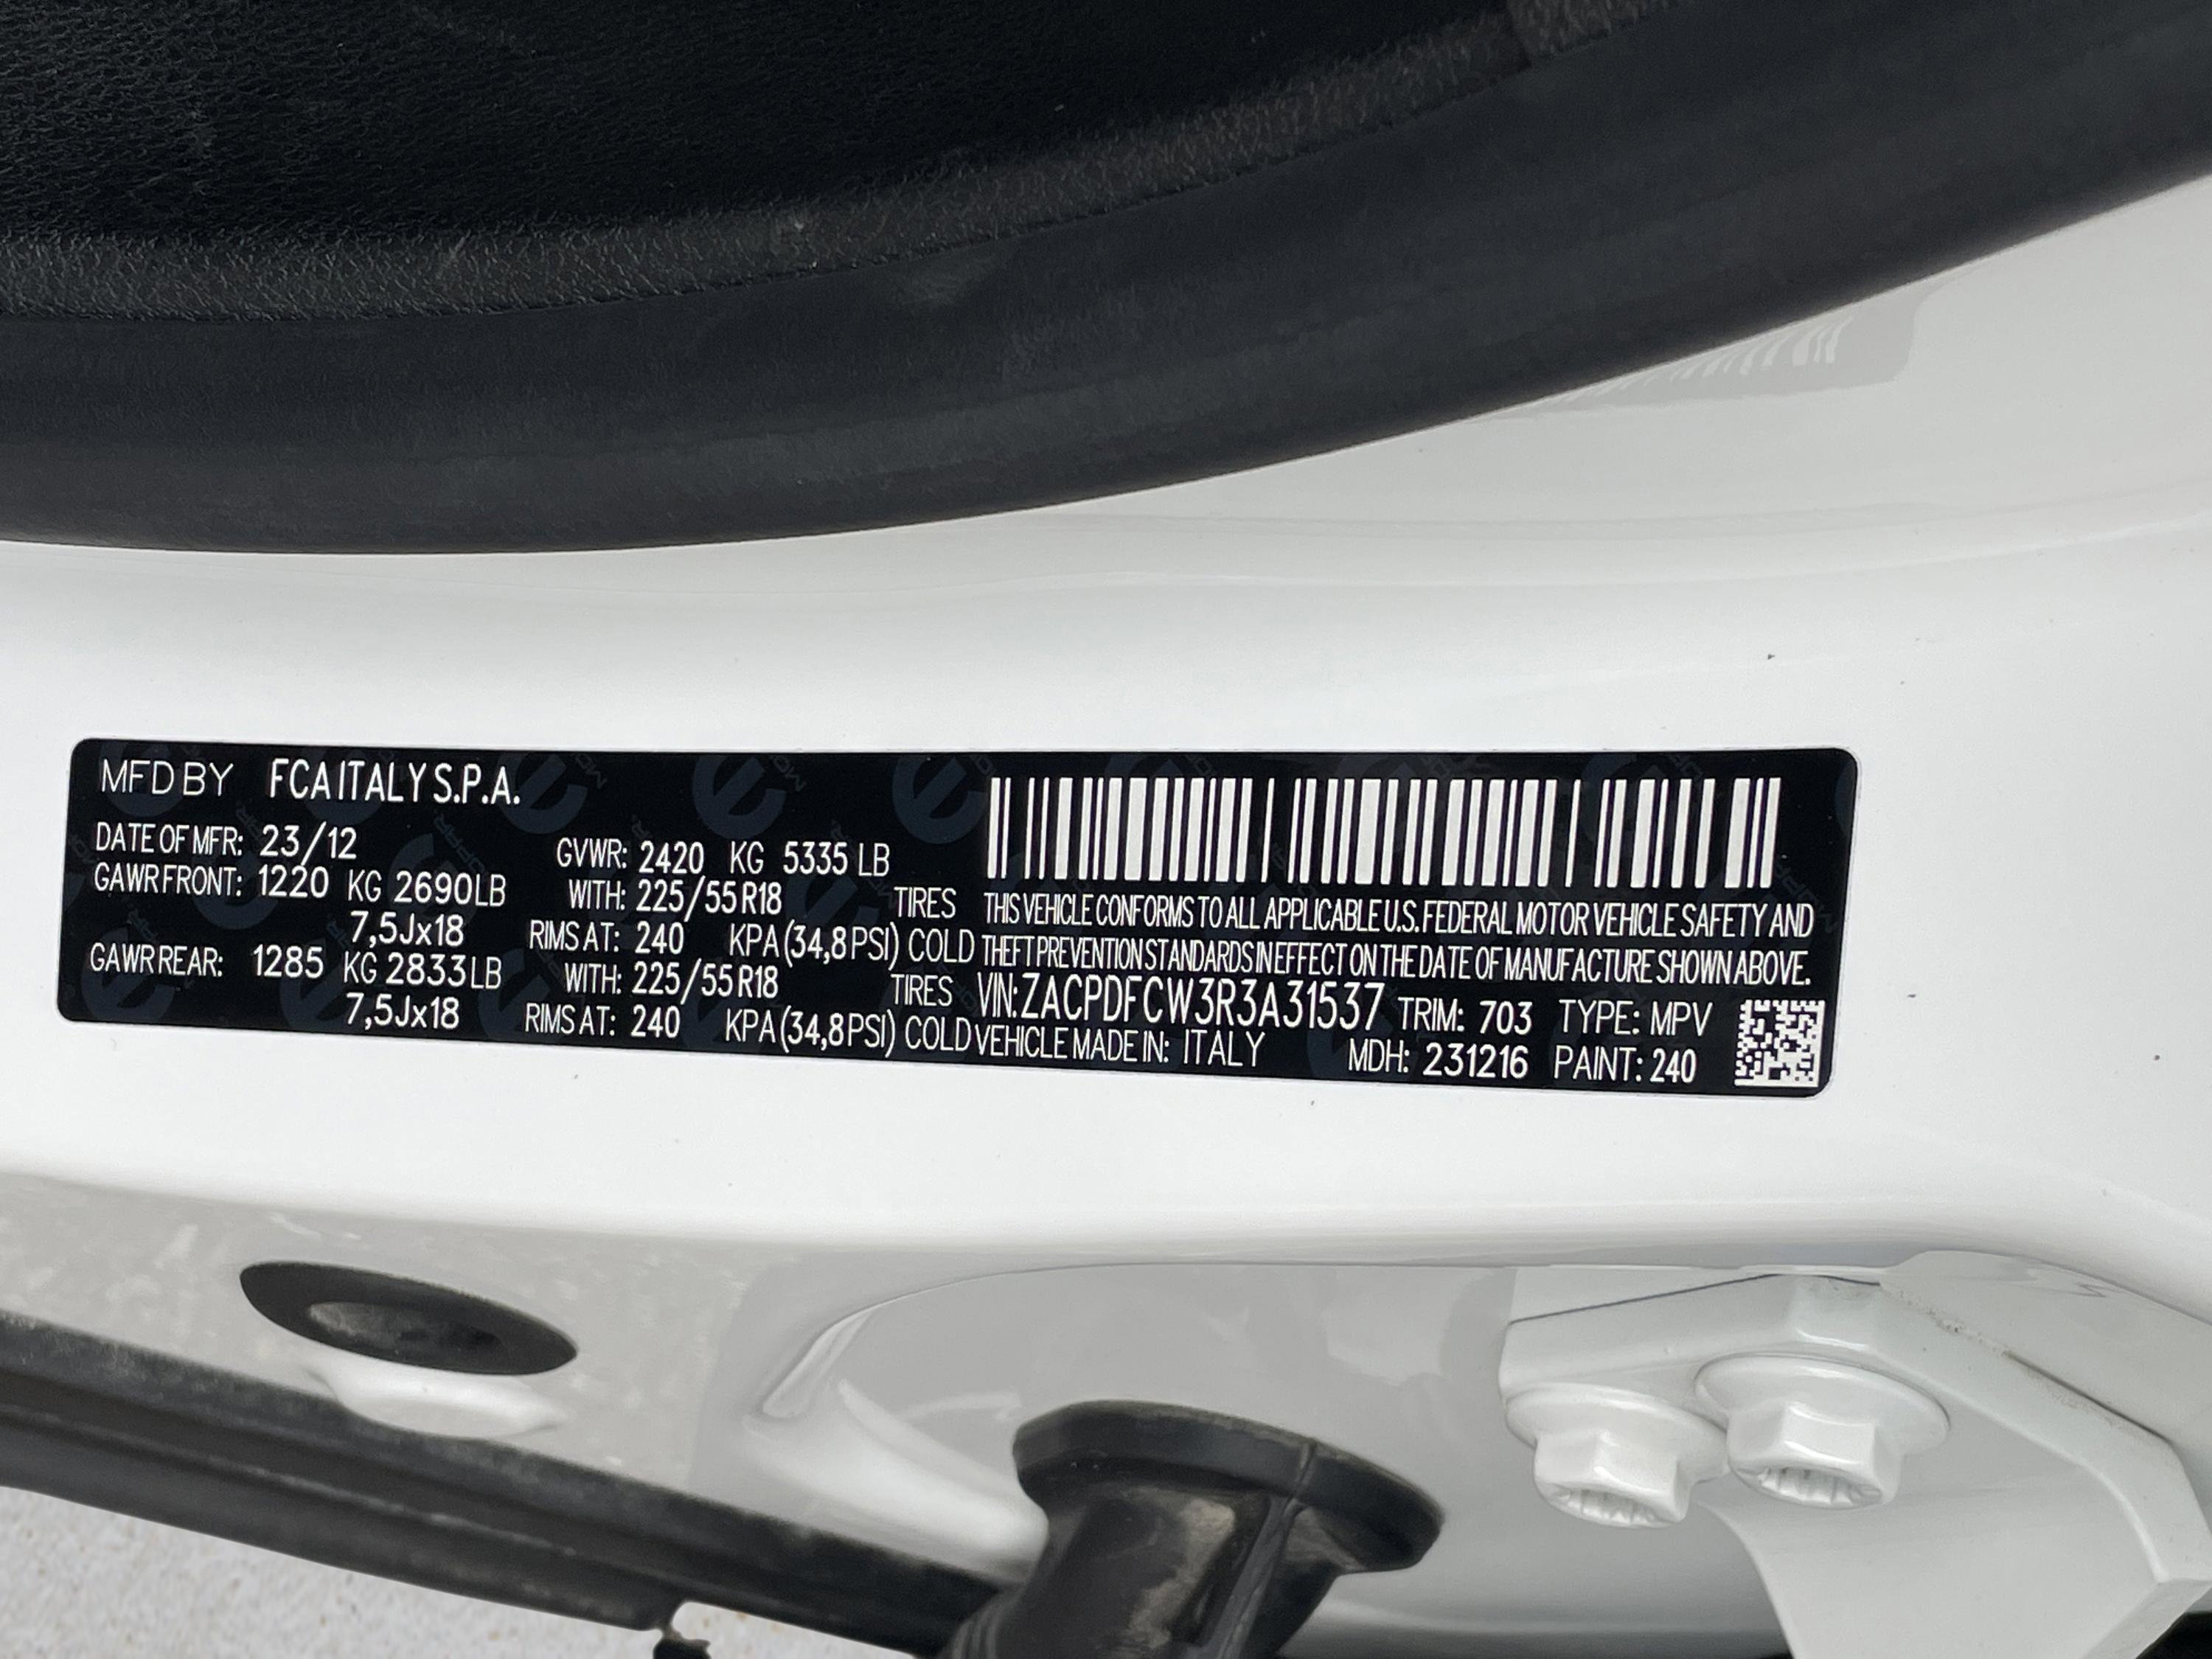 MFD BY FCA ITALY S.P.A.
DATE OF MFR: 23/12 GVWR: 2420 KG 5335 LB
GAWR FRONT: 1220 KG 2690 LB WITH: 225/55 R18 TIRES
7,5Jx18 RIMS AT: 240 KPA (34,8 PSI) COLD
GAWR REAR: 1285 KG 2833 LB WITH: 225/55 R18 TIRES
7,5Jx18 RIMS AT: 240 KPA (34,8 PSI) COLD
THIS VEHICLE CONFORMS TO ALL APPLICABLE U.S. FEDERAL MOTOR VEHICLE SAFETY AND
THEFT PREVENTION STANDARDS IN EFFECT ON THE DATE OF MANUFACTURE SHOWN ABOVE.
VIN: ZACPDFCW3R3A31537 TRIM: 703 TYPE: MPV
VEHICLE MADE IN: ITALY MDH: 231216 PAINT: 240